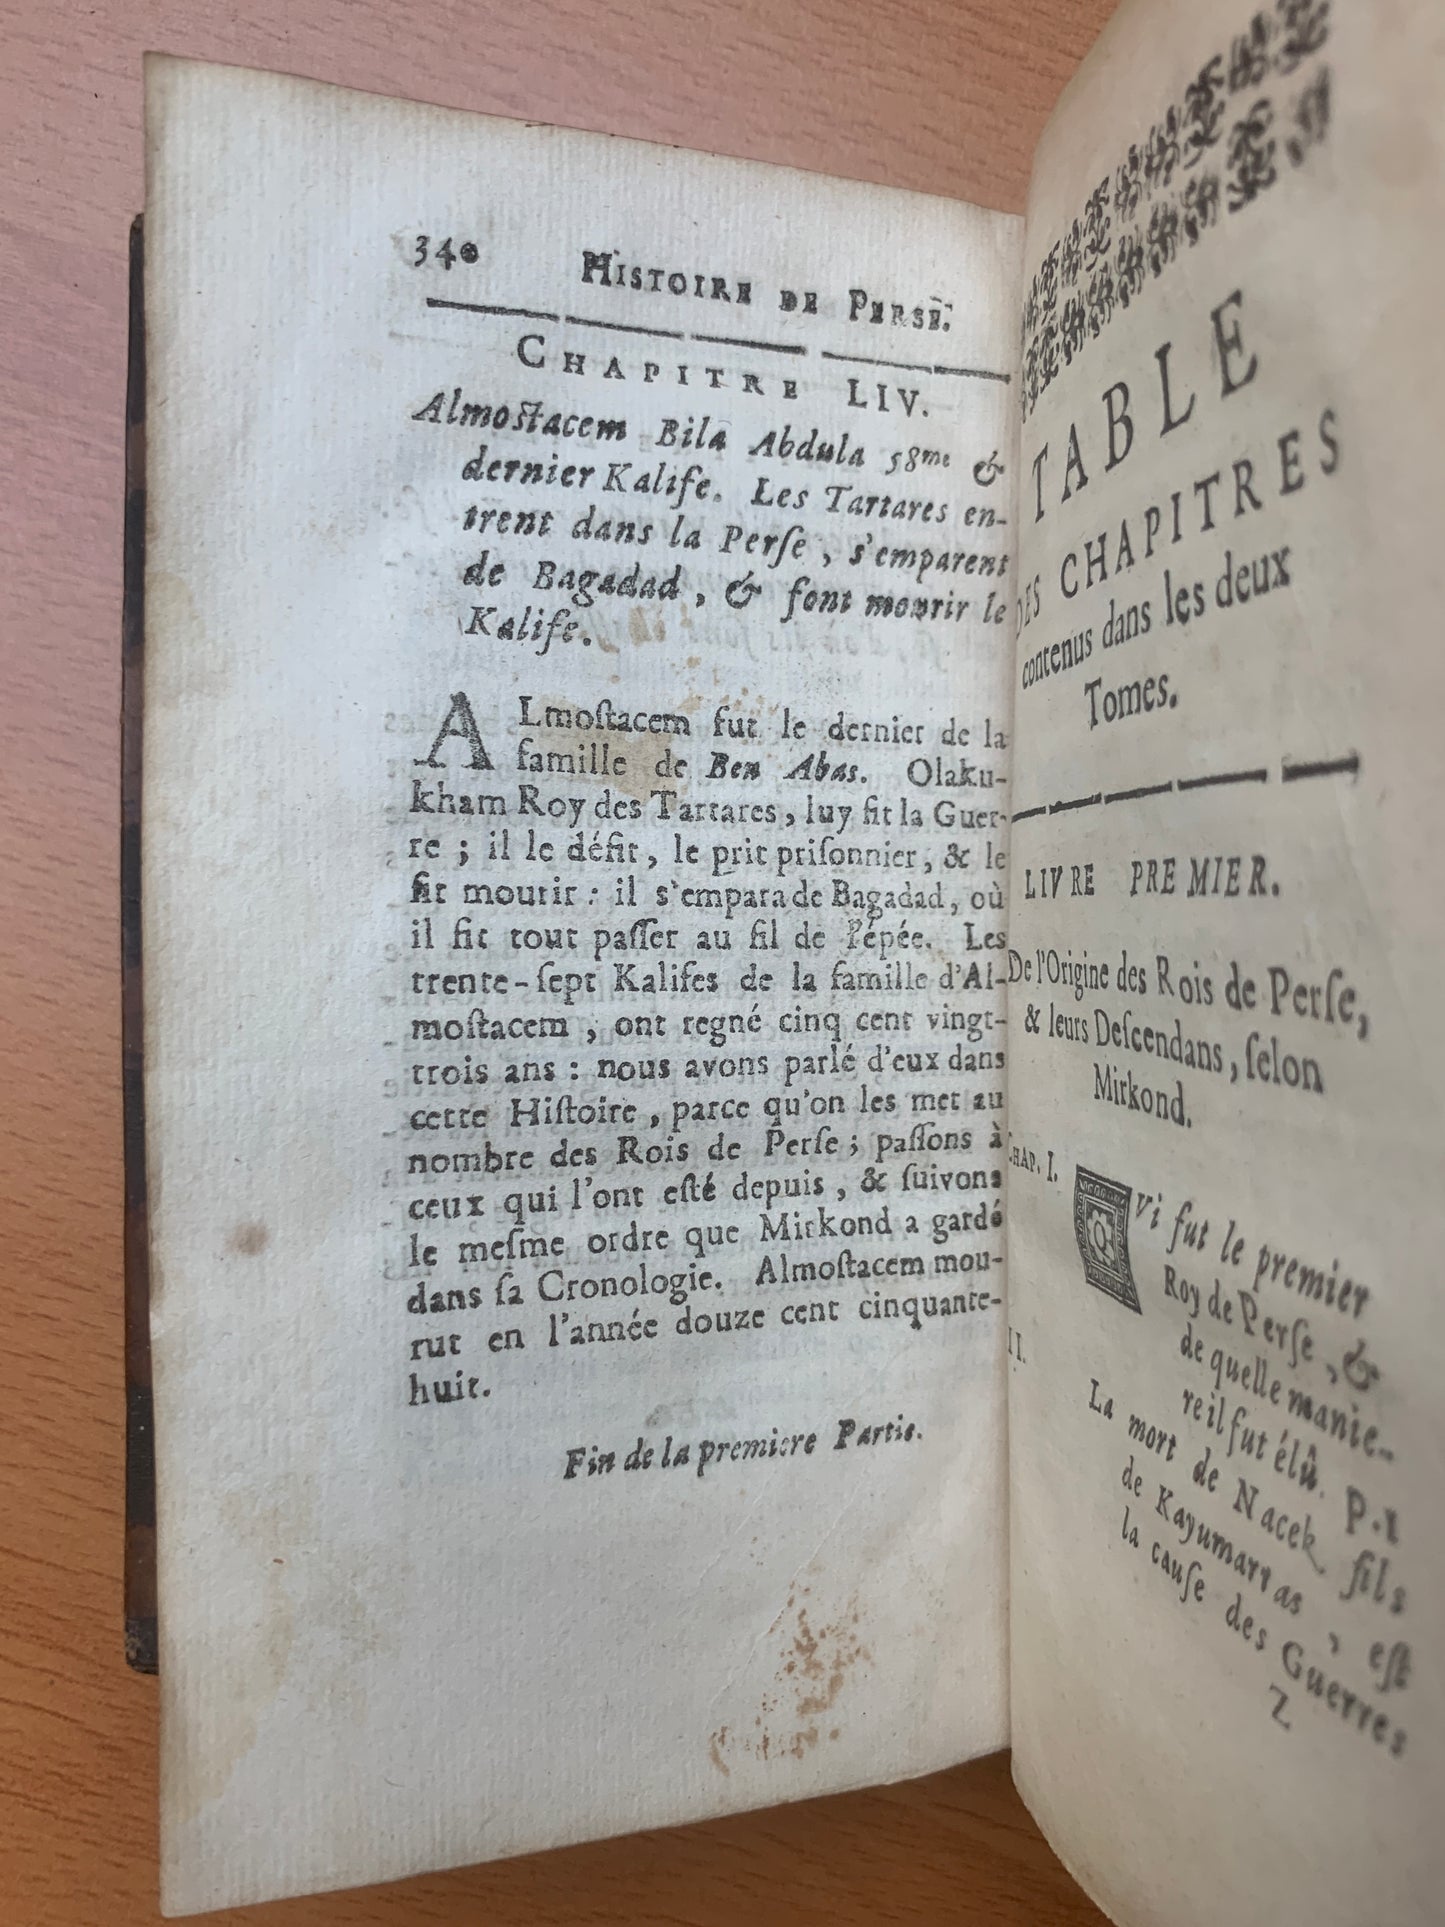 340 HISTOIRE DE PERSE.
CHAPITRE LIV.
Almostacem Bila Abdula 58me &
dernier Kalife. Les Tartares en-
trent dans la Perſe, s'emparent
de Bagadad, & font mourir le
Kalife.
ALmoſtacem fut le dernier de la
famille de Ben Abas. Olaku-
kham Roy des Tartares, luy fit la Guer-
re ; il le défit, le prit priſonnier, & le
fit mourir : il s'empara de Bagadad, où
il fit tout paſſer au fil de l'épée. Les
trente-ſept Kalifes de la famille d'Al-
moſtacem, ont regné cinq cent vingt-
trois ans : nous avons parlé d'eux dans
cette Hiſtoire, parce qu'on les met au
nombre des Rois de Perſe ; paſſons à
ceux qui l'ont eſté depuis, & ſuivons
le meſme ordre que Mirkond a gardé
dans ſa Cronologie. Almoſtacem mou-
rut en l'année douze cent cinquante-
huit.
Fin de la premiere Partie.
TABLE
DES CHAPITRES
contenus dans les deux
Tomes.
LIVRE PREMIER.
De l'Origine des Rois de Perſe,
& leurs Deſcendans, ſelon
Mirkond.
CHAP. I. QVi fut le premier
Roy de Perſe, &
de quelle manie-
re il fut élû. P. 1
II. La mort de Nacek fils
de Kayumarras, eſt
la cauſe des Guerres
Z